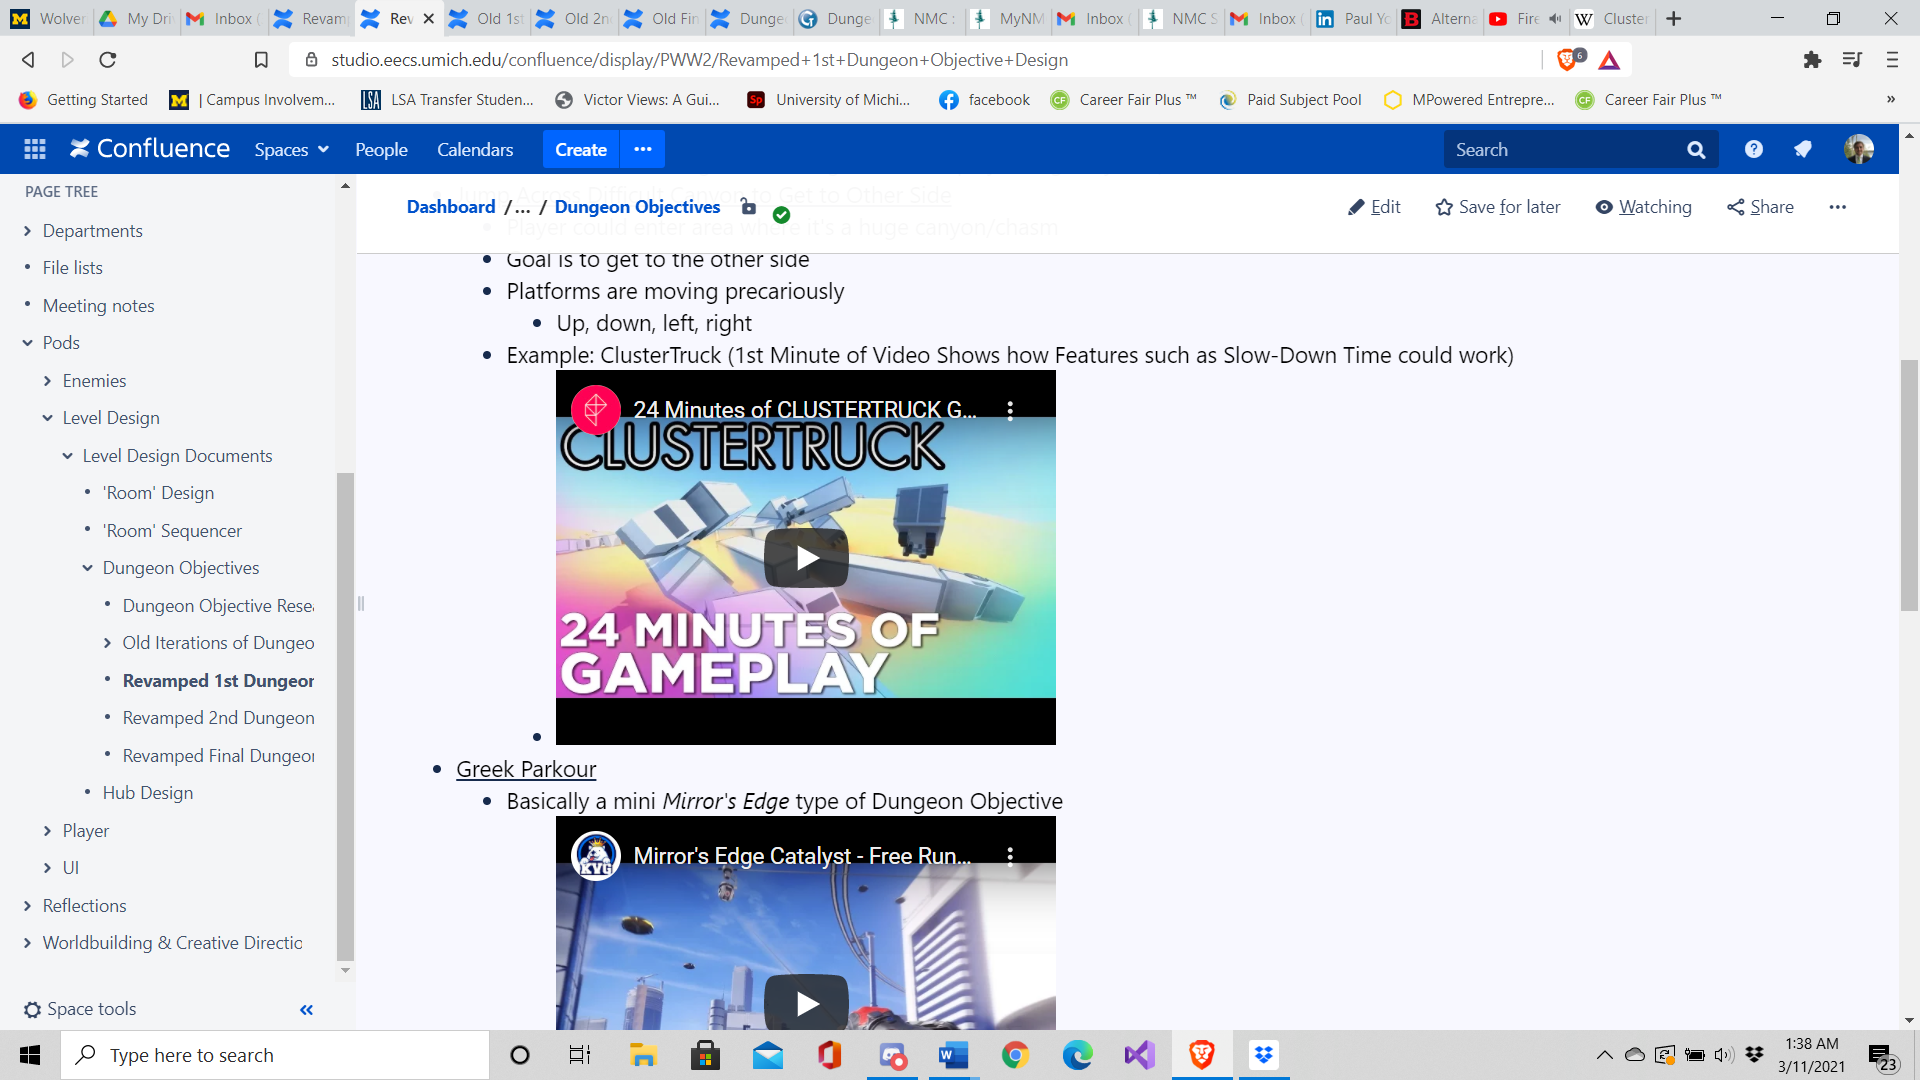 Wolver
My Dri
Inbox (
Revamp
Rev
Old 1st
Old 2n
Old Fin
Dunge
Dunge
NMC :
MyNM
Inbox (
NMC S
Inbox (
Paul Yo
Alterna
Fire
Cluster
studio.eecs.umich.edu/confluence/display/PWW2/Revamped+1st+Dungeon+Objective+Design
6
Getting Started
| Campus Involvem...
LSA Transfer Studen...
Victor Views: A Gui...
University of Michi...
facebook
Career Fair Plus ™
Paid Subject Pool
MPowered Entrepre...
Career Fair Plus ™
»
Confluence
Spaces
People
Calendars
Create
Search
PAGE TREE
Departments
File lists
Meeting notes
Pods
Enemies
Level Design
Level Design Documents
'Room' Design
'Room' Sequencer
Dungeon Objectives
Dungeon Objective Rese
Old Iterations of Dungeo
Revamped 1st Dungeon
Revamped 2nd Dungeon
Revamped Final Dungeon
Hub Design
Player
UI
Reflections
Worldbuilding & Creative Directic
Space tools
Jump Across Difficult Canyon to Get to Other Side
Dashboard /... / Dungeon Objectives
Edit
Save for later
Watching
Share
Player could enter area where it's a huge canyon/chasm
Goal is to get to the other side
Platforms are moving precariously
Up, down, left, right
Example: ClusterTruck (1st Minute of Video Shows how Features such as Slow-Down Time could work)
24 Minutes of CLUSTERTRUCK G...
CLUSTERTRUCK
24 MINUTES OF
GAMEPLAY
Greek Parkour
Basically a mini Mirror's Edge type of Dungeon Objective
KYG
Mirror's Edge Catalyst - Free Run...
Type here to search
1:38 AM
3/11/2021
23